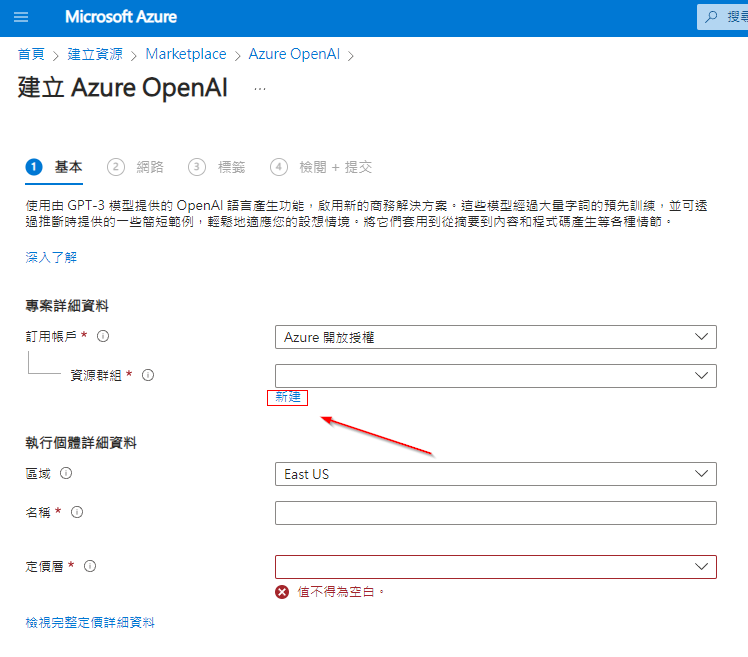 Microsoft Azure
首頁 > 建立資源 > Marketplace > Azure OpenAI >
建立 Azure OpenAI ...
1 基本 2 網路 3 標籤 4 檢閱 + 提交
使用由 GPT-3 模型提供的 OpenAI 語言產生功能，啟用新的商務解決方案。這些模型經過大量字詞的預先訓練，並可透
過推斷時提供的一些簡短範例，輕鬆地適應您的設想情境。將它們套用到從摘要到內容和程式碼產生等各種情節。
深入了解
專案詳細資料
訂用帳戶 * Azure 開放授權
資源群組 *
新建
執行個體詳細資料
區域 East US
名稱 *
定價層 *
值不得為空白。
檢視完整定價詳細資料